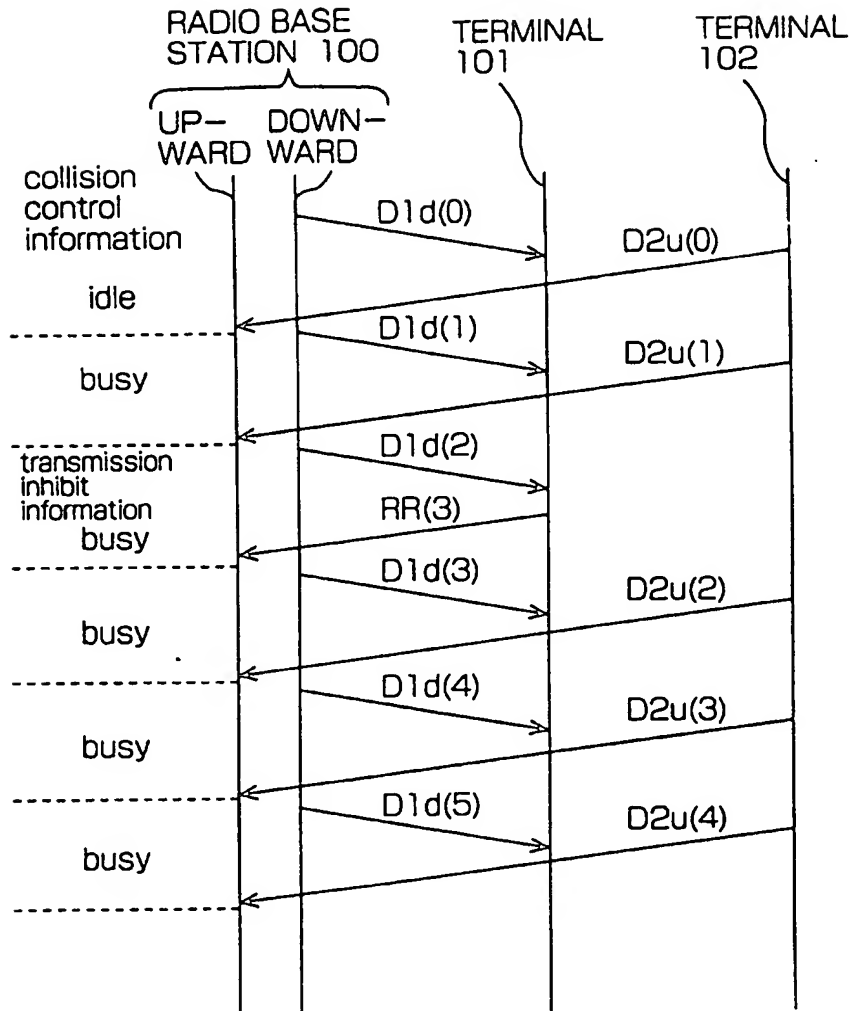 RADIO BASE
STATION 100
TERMINAL
101
TERMINAL
102
UP-
WARD
DOWN-
WARD
collision
control
information
D1d(0)
D2u(0)
idle
D1d(1)
D2u(1)
busy
D1d(2)
transmission
inhibit
information
RR(3)
busy
D1d(3)
D2u(2)
busy
D1d(4)
D2u(3)
busy
D1d(5)
D2u(4)
busy